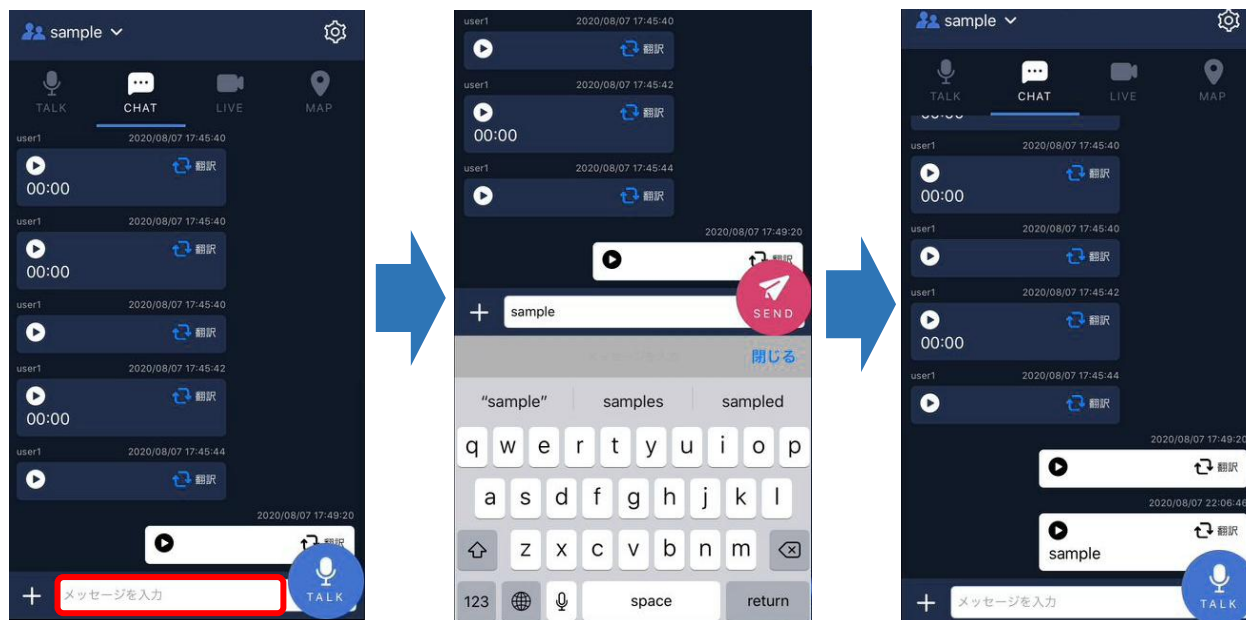 sample
TALK CHAT LIVE MAP
user1 2020/08/07 17:45:40
翻訳
00:00
user1 2020/08/07 17:45:40
翻訳
00:00
user1 2020/08/07 17:45:40
翻訳
user1 2020/08/07 17:45:42
翻訳
00:00
user1 2020/08/07 17:45:44
翻訳
2020/08/07 17:49:20
翻訳
メッセージを入力
TALK
user1 2020/08/07 17:45:40
翻訳
user1 2020/08/07 17:45:42
翻訳
00:00
user1 2020/08/07 17:45:44
翻訳
2020/08/07 17:49:20
翻訳
sample
SEND
メッセージを入力 閉じる
"sample" samples sampled
q w e r t y u i o p
a s d f g h j k l
z x c v b n m
123 space return
sample
TALK CHAT LIVE MAP
00:00
user1 2020/08/07 17:45:40
翻訳
00:00
user1 2020/08/07 17:45:40
翻訳
user1 2020/08/07 17:45:42
翻訳
00:00
user1 2020/08/07 17:45:44
翻訳
2020/08/07 17:49:20
翻訳
2020/08/07 22:06:46
翻訳
sample
メッセージを入力
TALK